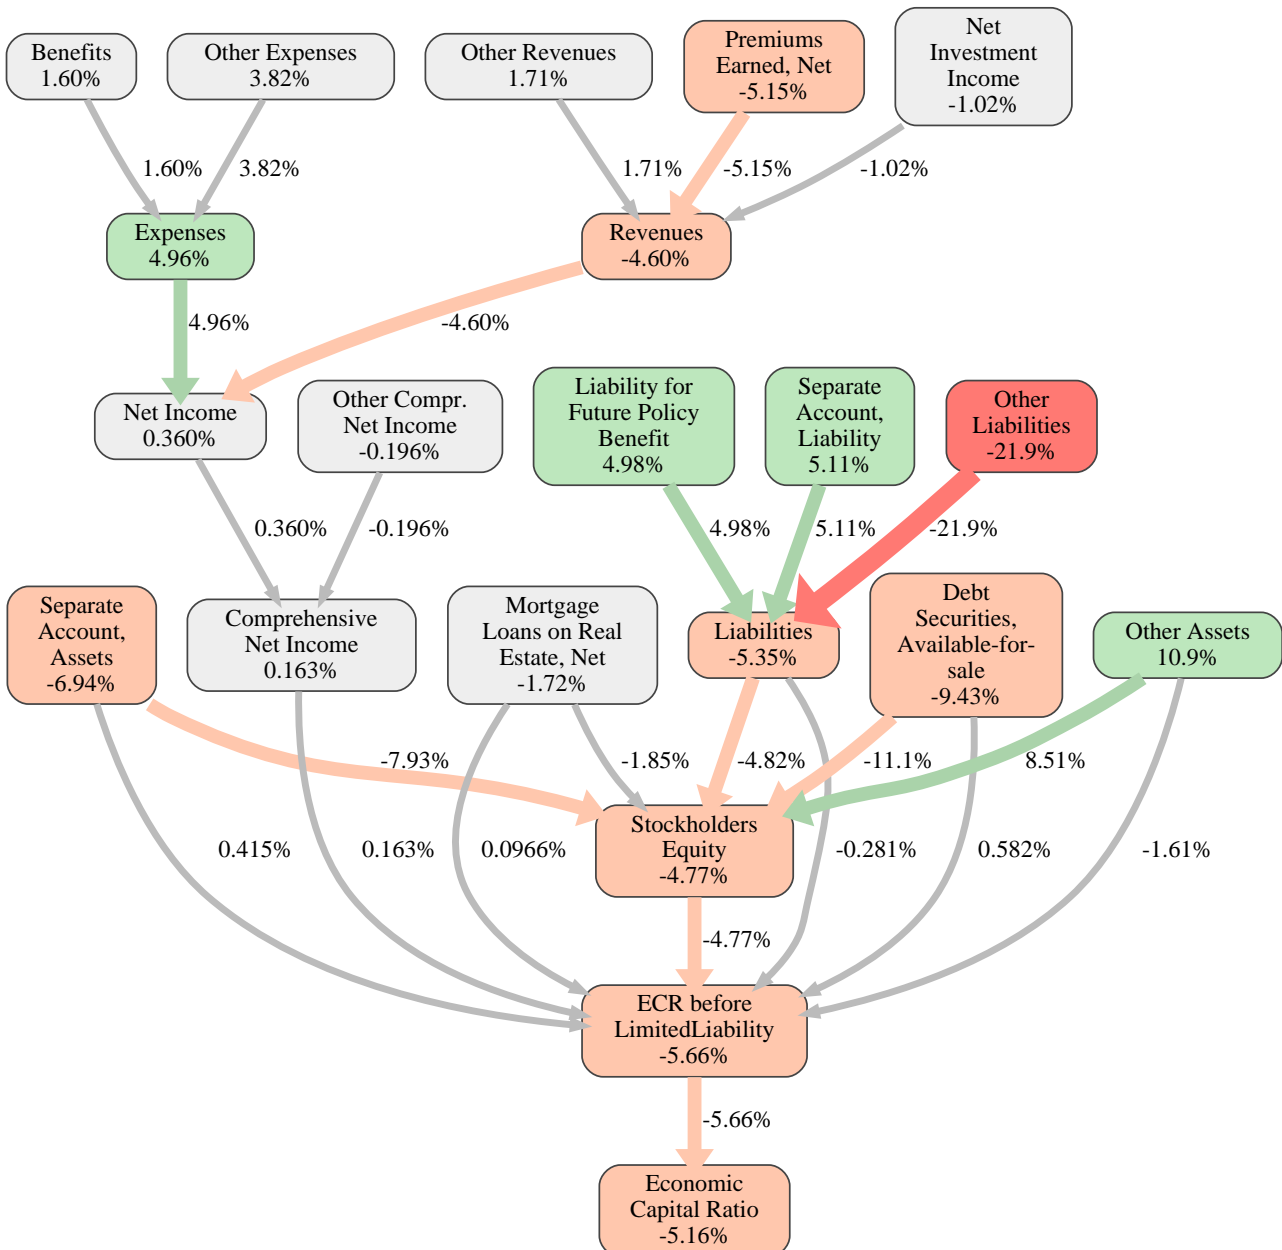 Benefits
1.60%
Other Expenses
3.82%
Other Revenues
1.71%
Premiums
Earned, Net
-5.15%
Net
Investment
Income
-1.02%
1.60%
3.82%
1.71%
-5.15%
-1.02%
Expenses
4.96%
Revenues
-4.60%
4.96%
-4.60%
Net Income
0.360%
Other Compr.
Net Income
-0.196%
Liability for
Future Policy
Benefit
4.98%
Separate
Account,
Liability
5.11%
Other
Liabilities
-21.9%
0.360%
-0.196%
4.98%
5.11%
-21.9%
Separate
Account,
Assets
-6.94%
Comprehensive
Net Income
0.163%
Mortgage
Loans on Real
Estate, Net
-1.72%
Liabilities
-5.35%
Debt
Securities,
Available-for-
sale
-9.43%
Other Assets
10.9%
-7.93%
-1.85%
-4.82%
-11.1%
8.51%
Stockholders
Equity
-4.77%
0.415%
0.163%
0.0966%
-0.281%
0.582%
-1.61%
-4.77%
ECR before
LimitedLiability
-5.66%
-5.66%
Economic
Capital Ratio
-5.16%